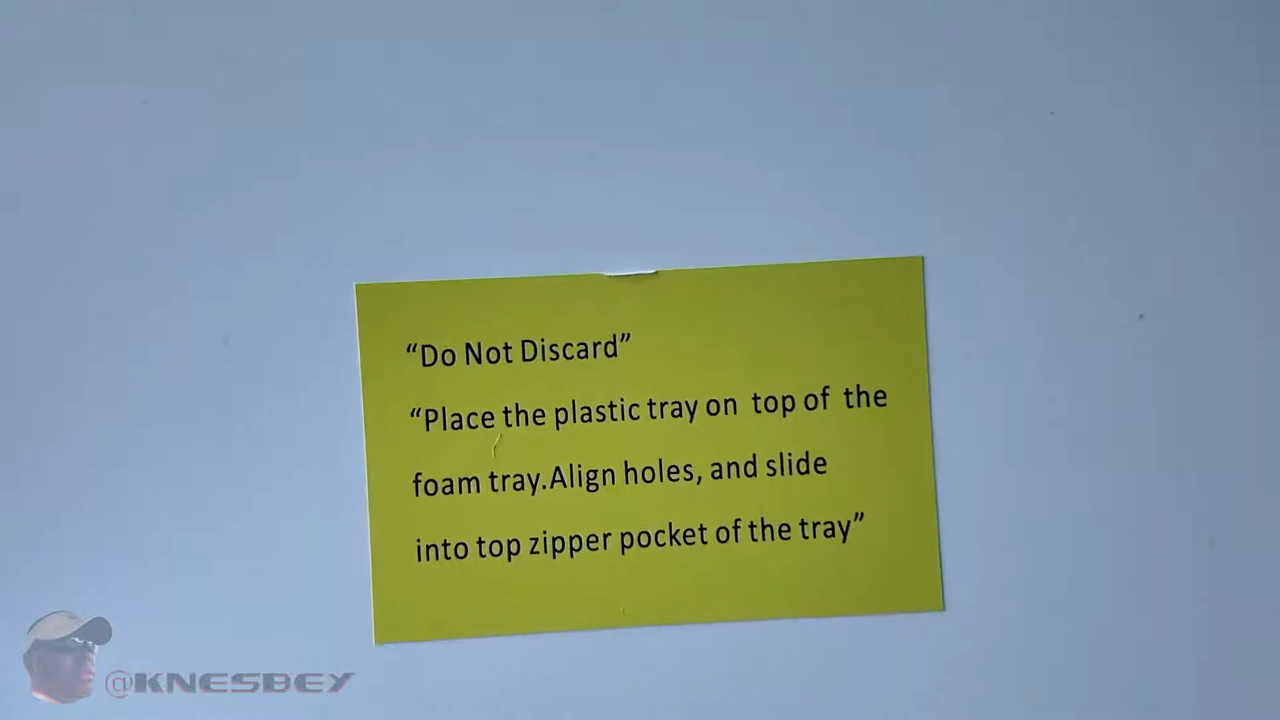 “Do Not Discard”
“Place the plastic tray on top of the
foam tray.Align holes, and slide
into top zipper pocket of the tray”
@KNESBEY